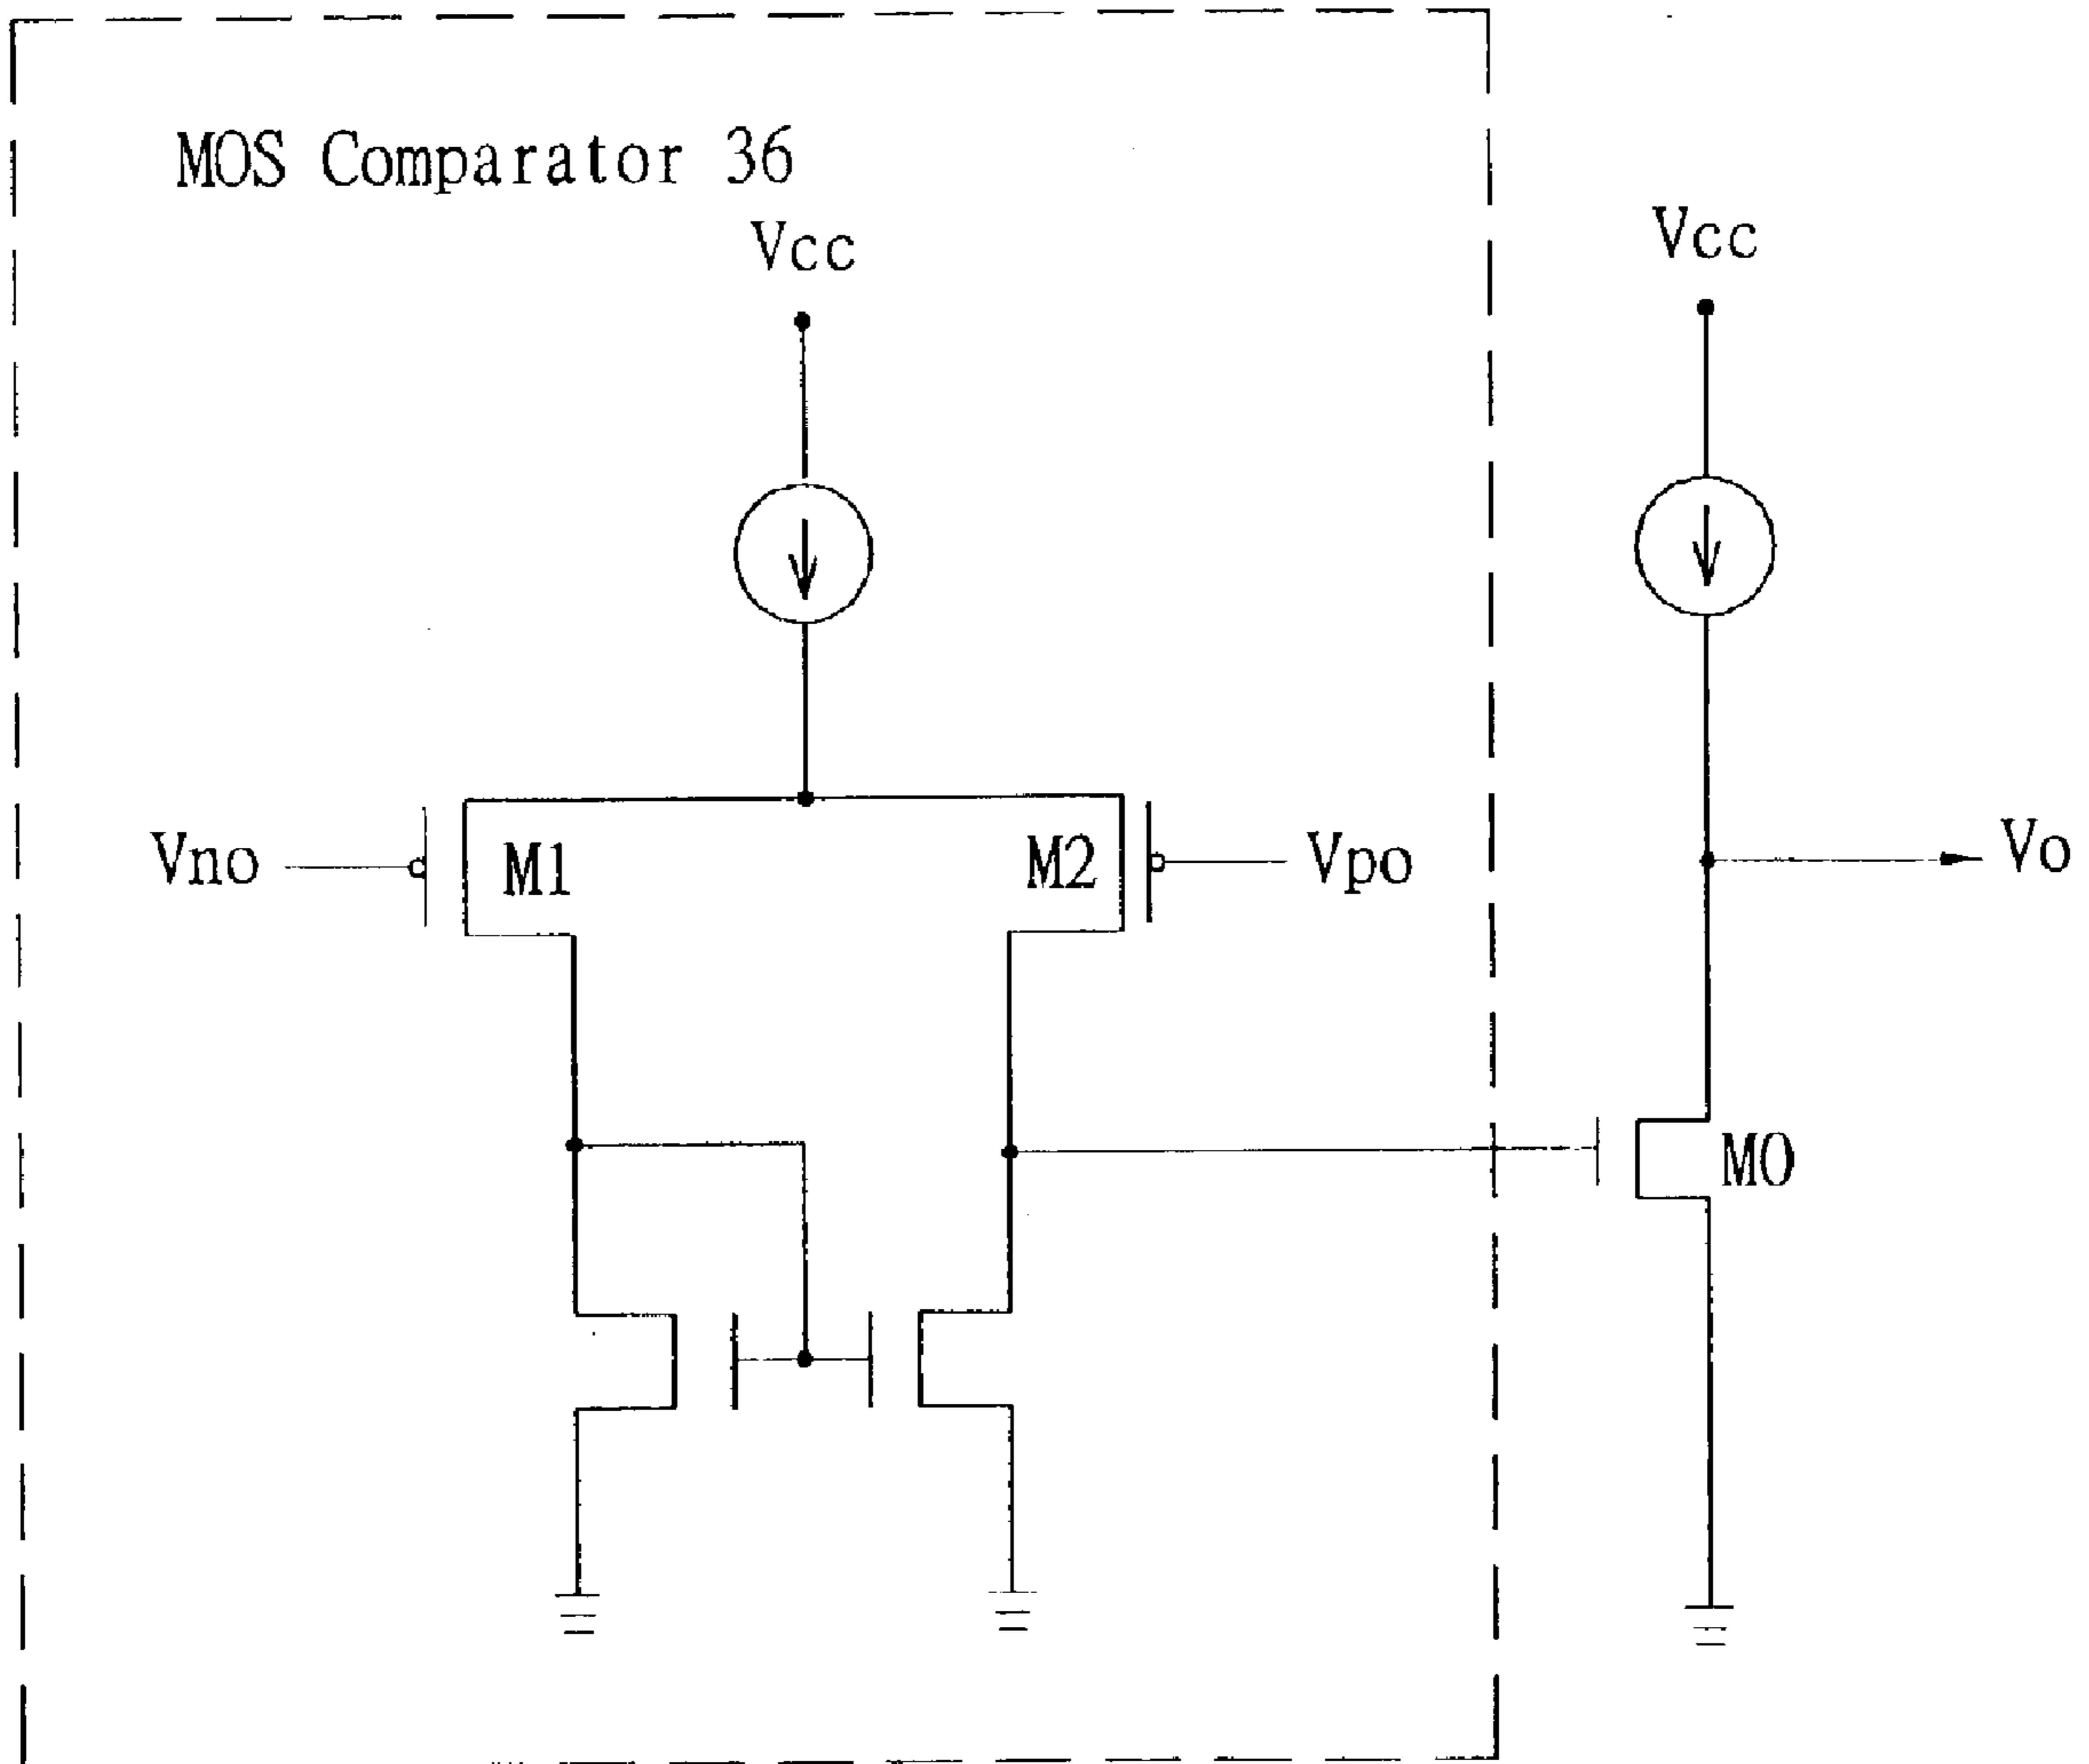 MOS Comparator 36
Vcc
Vcc
Vno
M1
M2
Vpo
Vo
MO